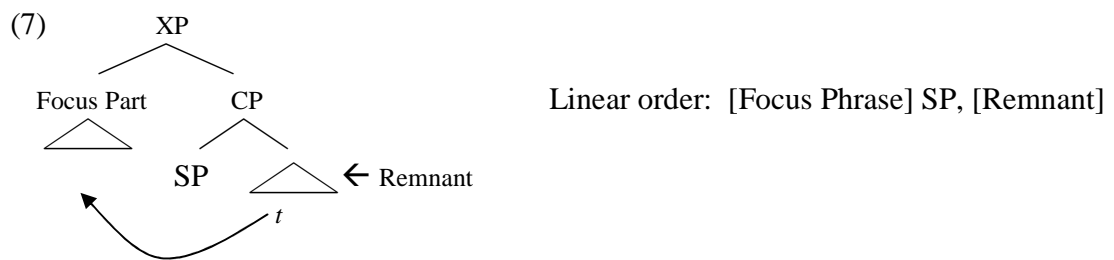 (7)
XP
Focus Part CP
Linear order: [Focus Phrase] SP, [Remnant]
SP ← Remnant
t